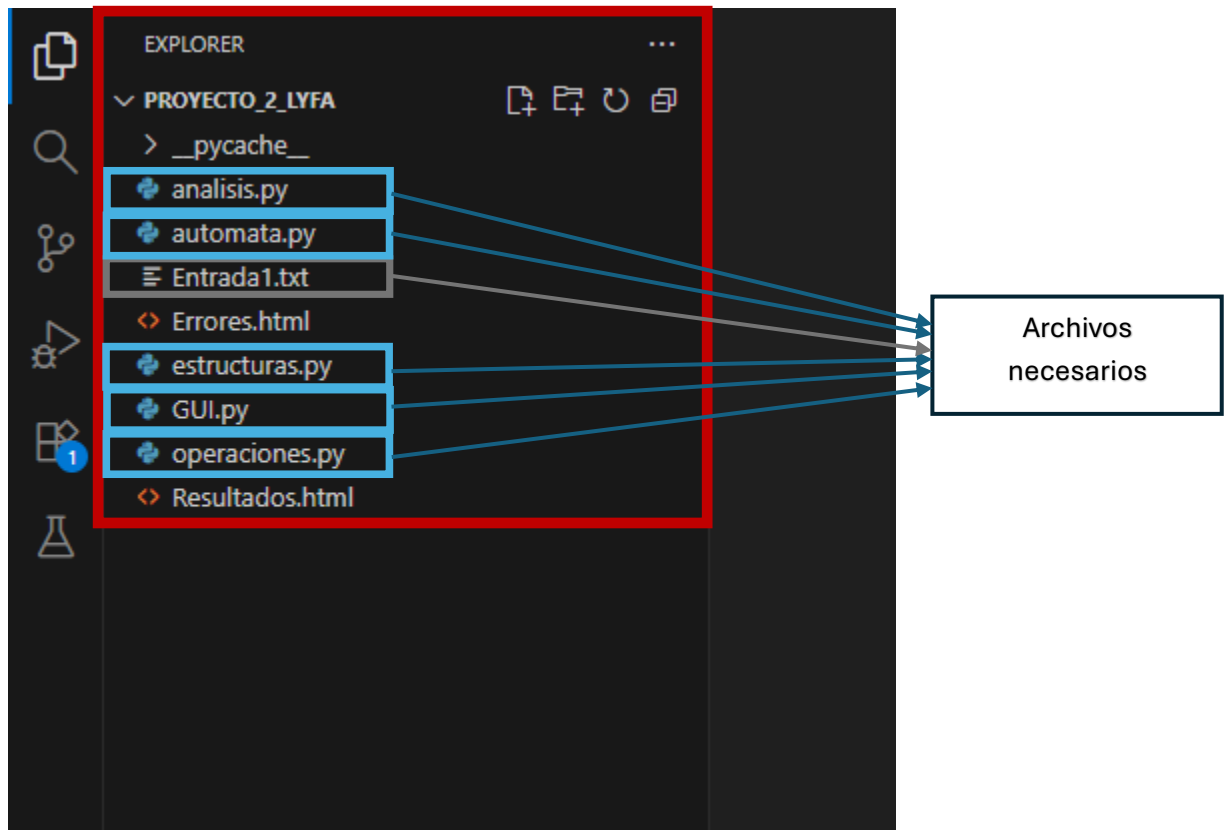 EXPLORER
PROYECTO_2_LYFA
__pycache__
analisis.py
automata.py
Entrada1.txt
Errores.html
estructuras.py
GUI.py
operaciones.py
Resultados.html
1
Archivos
necesarios